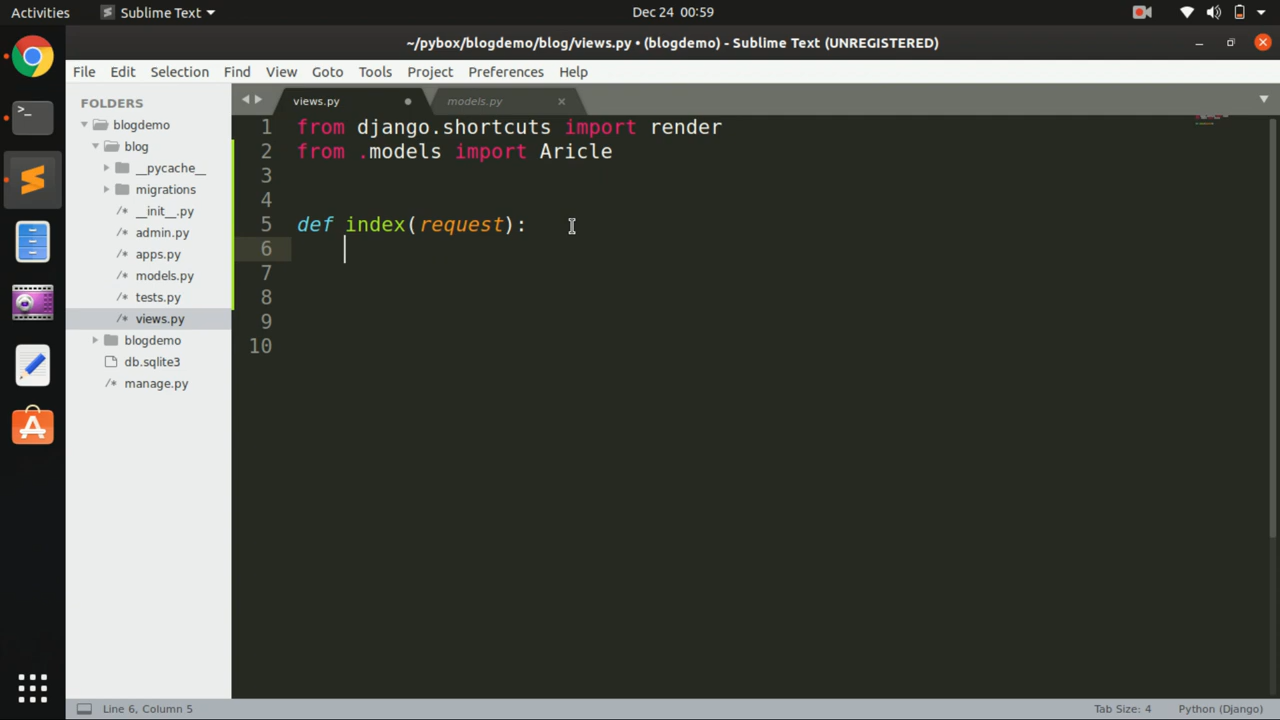 Activities Sublime Text Dec 24 00:59
~/pybox/blogdemo/blog/views.py • (blogdemo) - Sublime Text (UNREGISTERED)
File Edit Selection Find View Goto Tools Project Preferences Help
FOLDERS
blogdemo
blog
__pycache__
migrations
/* __init__.py
/* admin.py
/* apps.py
/* models.py
/* tests.py
/* views.py
blogdemo
db.sqlite3
/* manage.py
views.py models.py
1 from django.shortcuts import render
2 from .models import Aricle
3
4
5 def index(request):
6
7
8
9
10
Line 6, Column 5 Tab Size: 4 Python (Django)